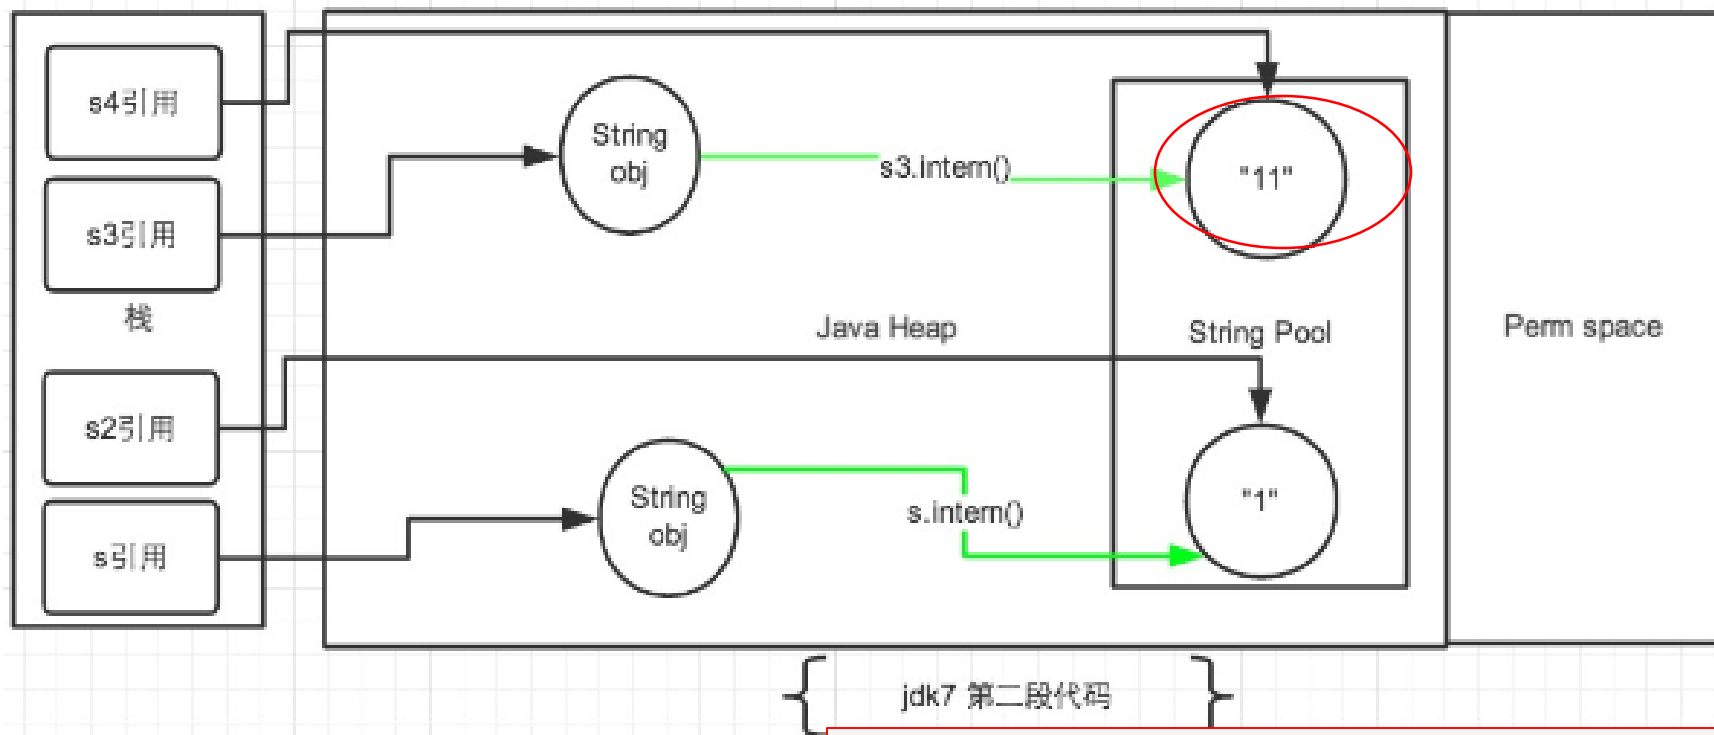 s4引用
String
obj
s3.intern()
"11"
s3引用
栈
Java Heap
String Pool
Perm space
s2引用
String
obj
s.intern()
"1"
s引用
jdk7 第二段代码